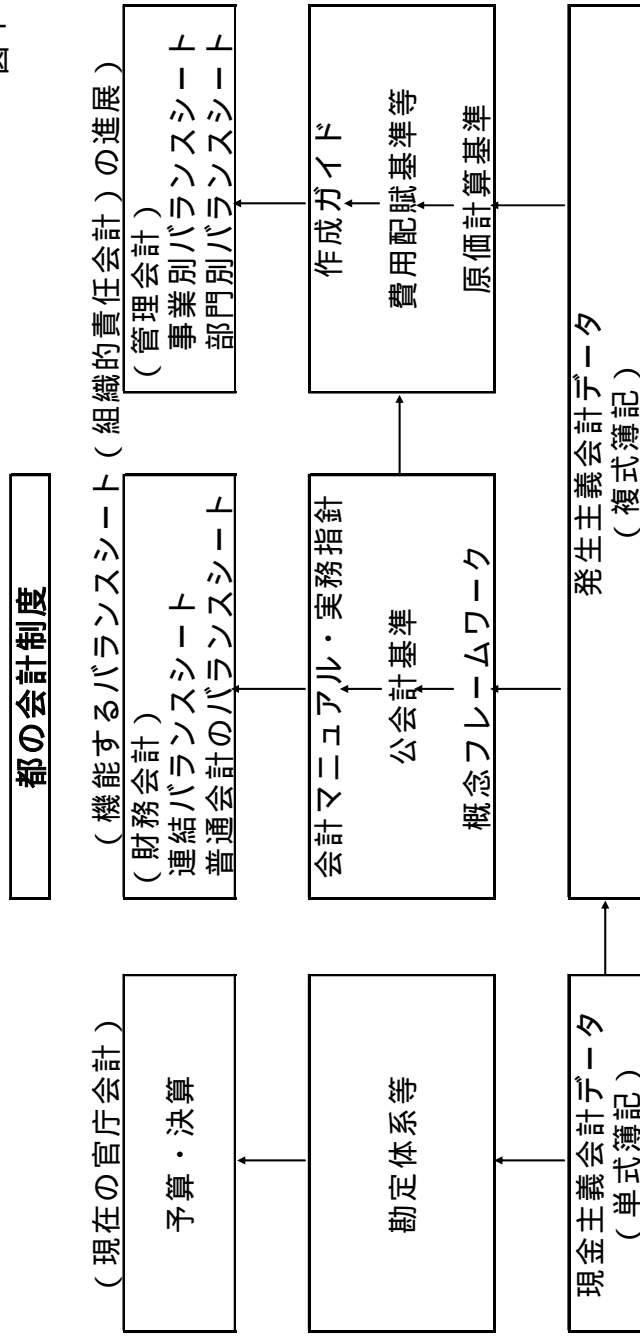 図1
都の会計制度
（現在の官庁会計）
（機能するバランスシート（組織的責任会計）の進展）
予算・決算
（財務会計）
連結バランスシート
普通会計のバランスシート
（管理会計）
事業別バランスシート
部門別バランスシート
勘定体系等
会計マニュアル・実務指針
公会計基準
概念フレームワーク
作成ガイド
費用配賦基準等
原価計算基準
現金主義会計データ
（単式簿記）
発生主義会計データ
（複式簿記）